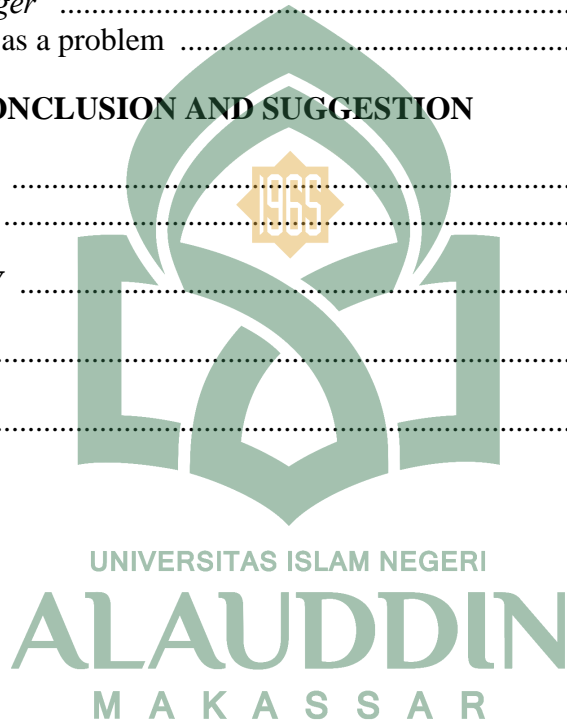 ger ........................................................................
as a problem ........................................................................
ONCLUSION AND SUGGESTION
........................................................................
........................................................................
Y ........................................................................
........................................................................
........................................................................
1965
UNIVERSITAS ISLAM NEGERI
ALAUDDIN
MAKASSAR